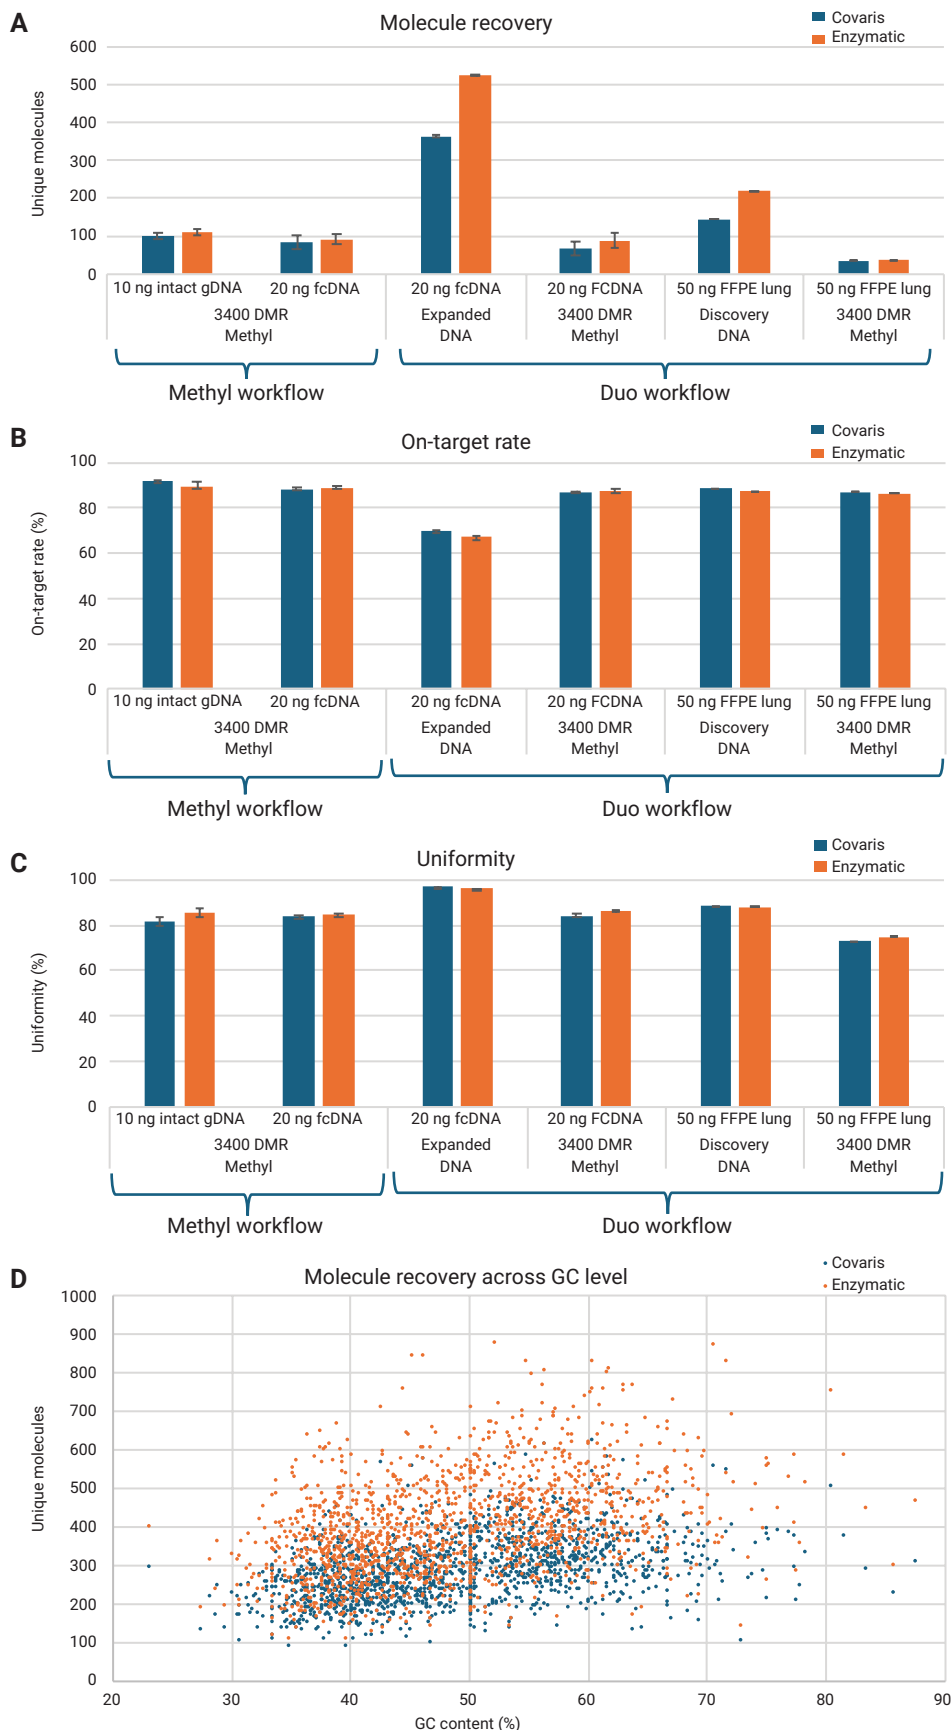 A
Molecule recovery
Covaris
Enzymatic
Unique molecules
600
500
400
300
200
100
0
10 ng intact gDNA
20 ng fcDNA
20 ng fcDNA
20 ng FCDNA
50 ng FFPE lung
50 ng FFPE lung
3400 DMR
Methyl
Expanded
DNA
3400 DMR
Methyl
Discovery
DNA
3400 DMR
Methyl
Methyl workflow
Duo workflow
B
On-target rate
Covaris
Enzymatic
On-target rate (%)
100
80
60
40
20
0
10 ng intact gDNA
20 ng fcDNA
20 ng fcDNA
20 ng FCDNA
50 ng FFPE lung
50 ng FFPE lung
3400 DMR
Methyl
Expanded
DNA
3400 DMR
Methyl
Discovery
DNA
3400 DMR
Methyl
Methyl workflow
Duo workflow
C
Uniformity
Covaris
Enzymatic
Uniformity (%)
100
80
60
40
20
0
10 ng intact gDNA
20 ng fcDNA
20 ng fcDNA
20 ng FCDNA
50 ng FFPE lung
50 ng FFPE lung
3400 DMR
Methyl
Expanded
DNA
3400 DMR
Methyl
Discovery
DNA
3400 DMR
Methyl
Methyl workflow
Duo workflow
D
Molecule recovery across GC level
Covaris
Enzymatic
Unique molecules
1000
900
800
700
600
500
400
300
200
100
0
20
30
40
50
60
70
80
90
GC content (%)